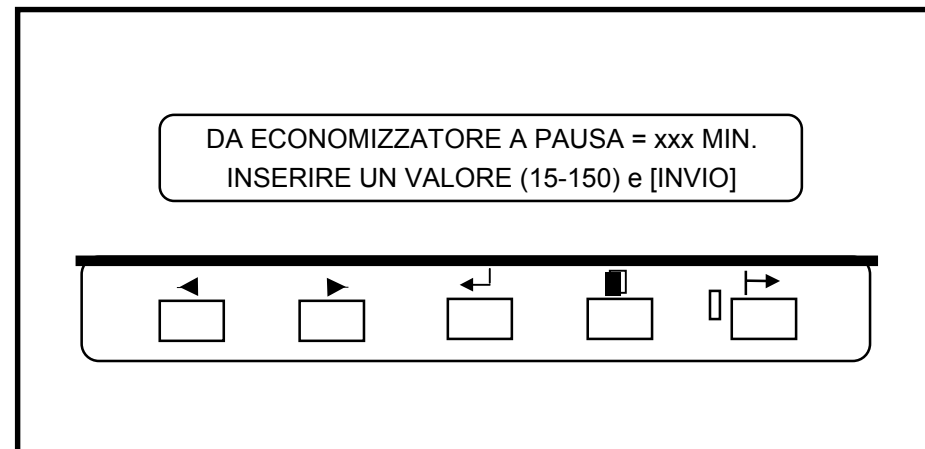 DA ECONOMIZZATORE A PAUSA = xxx MIN.
INSERIRE UN VALORE (15-150) e [INVIO]